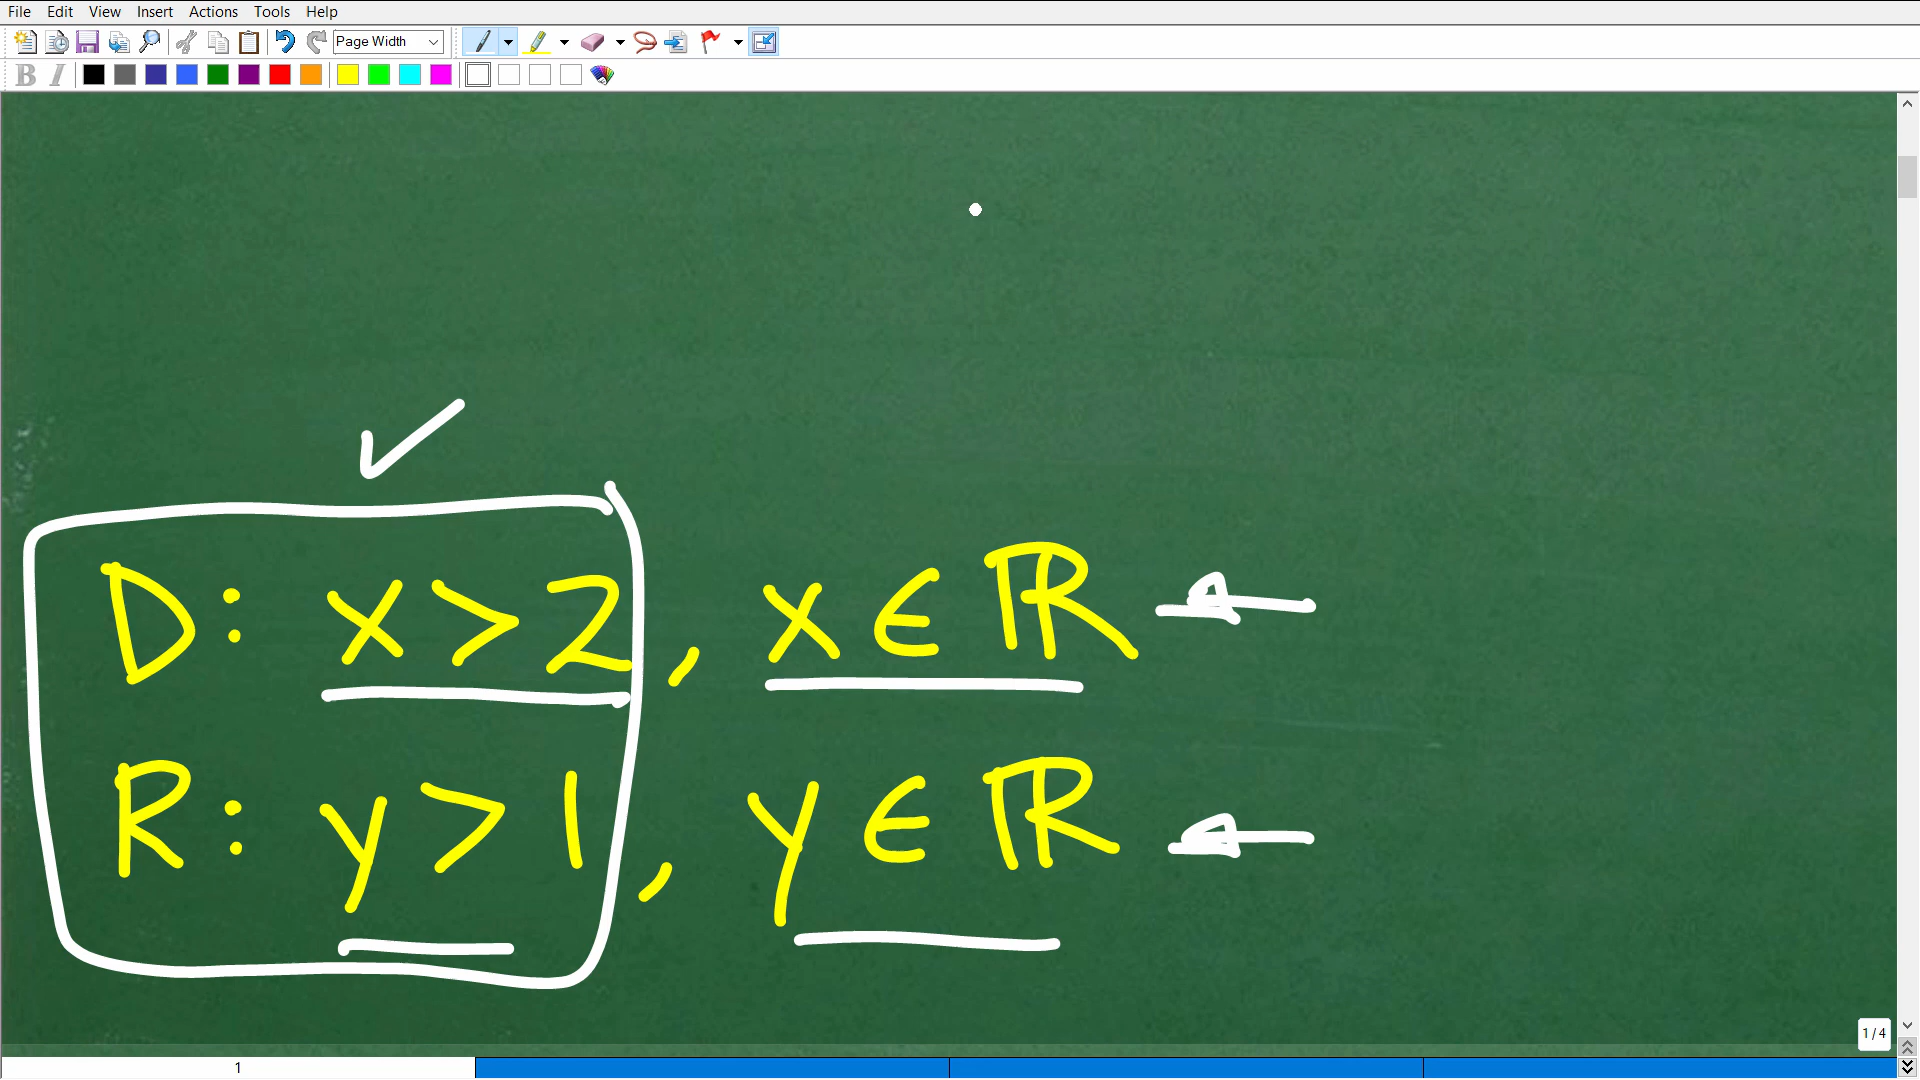 File Edit View Insert Actions Tools Help
Page Width
B I
D: x>2, x∈ℝ
R: y>1, y∈ℝ
1 / 4
1